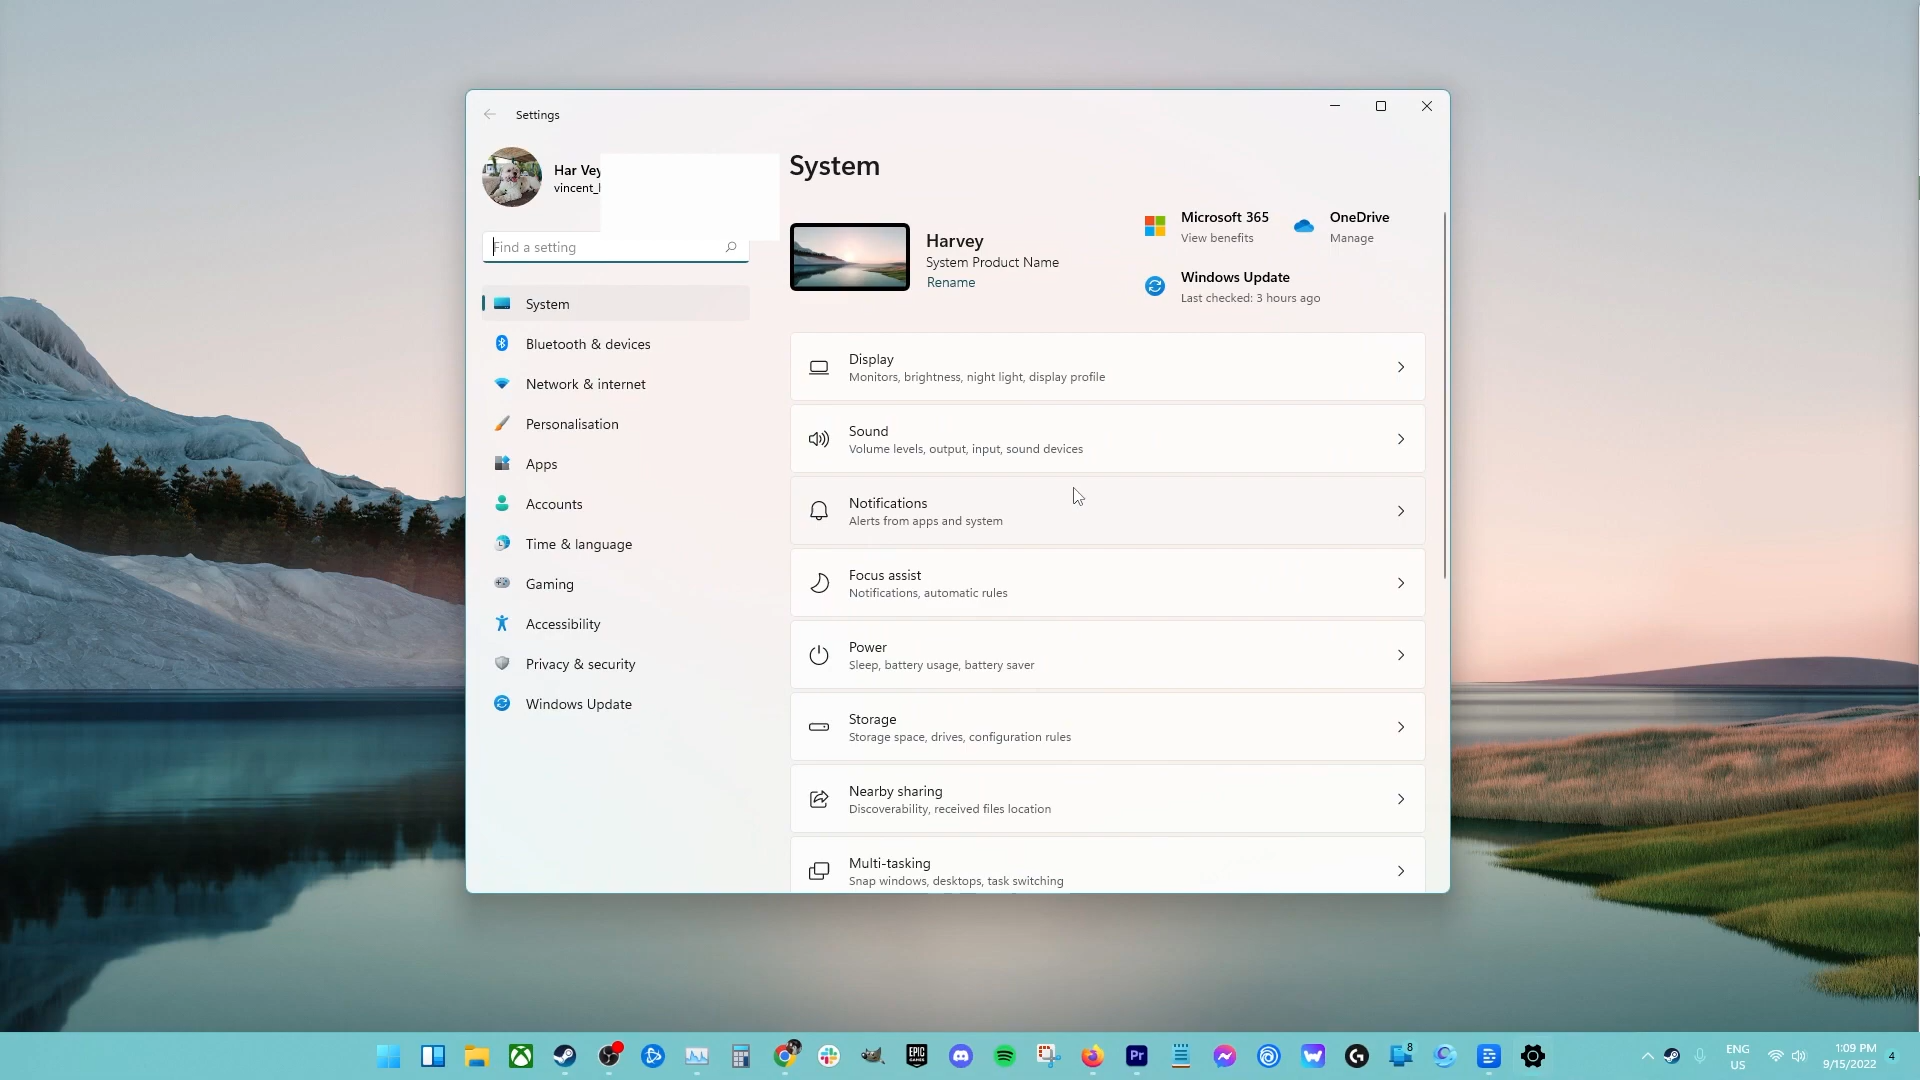 Settings
Har Vey
vincent_
Find a setting
System
Bluetooth & devices
Network & internet
Personalisation
Apps
Accounts
Time & language
Gaming
Accessibility
Privacy & security
Windows Update
System
Harvey
System Product Name
Rename
Microsoft 365
View benefits
OneDrive
Manage
Windows Update
Last checked: 3 hours ago
Display
Monitors, brightness, night light, display profile
Sound
Volume levels, output, input, sound devices
Notifications
Alerts from apps and system
Focus assist
Notifications, automatic rules
Power
Sleep, battery usage, battery saver
Storage
Storage space, drives, configuration rules
Nearby sharing
Discoverability, received files location
Multi-tasking
Snap windows, desktops, task switching
EPIC
GAMES
Pr
8
ENG
US
1:09 PM
9/15/2022
4